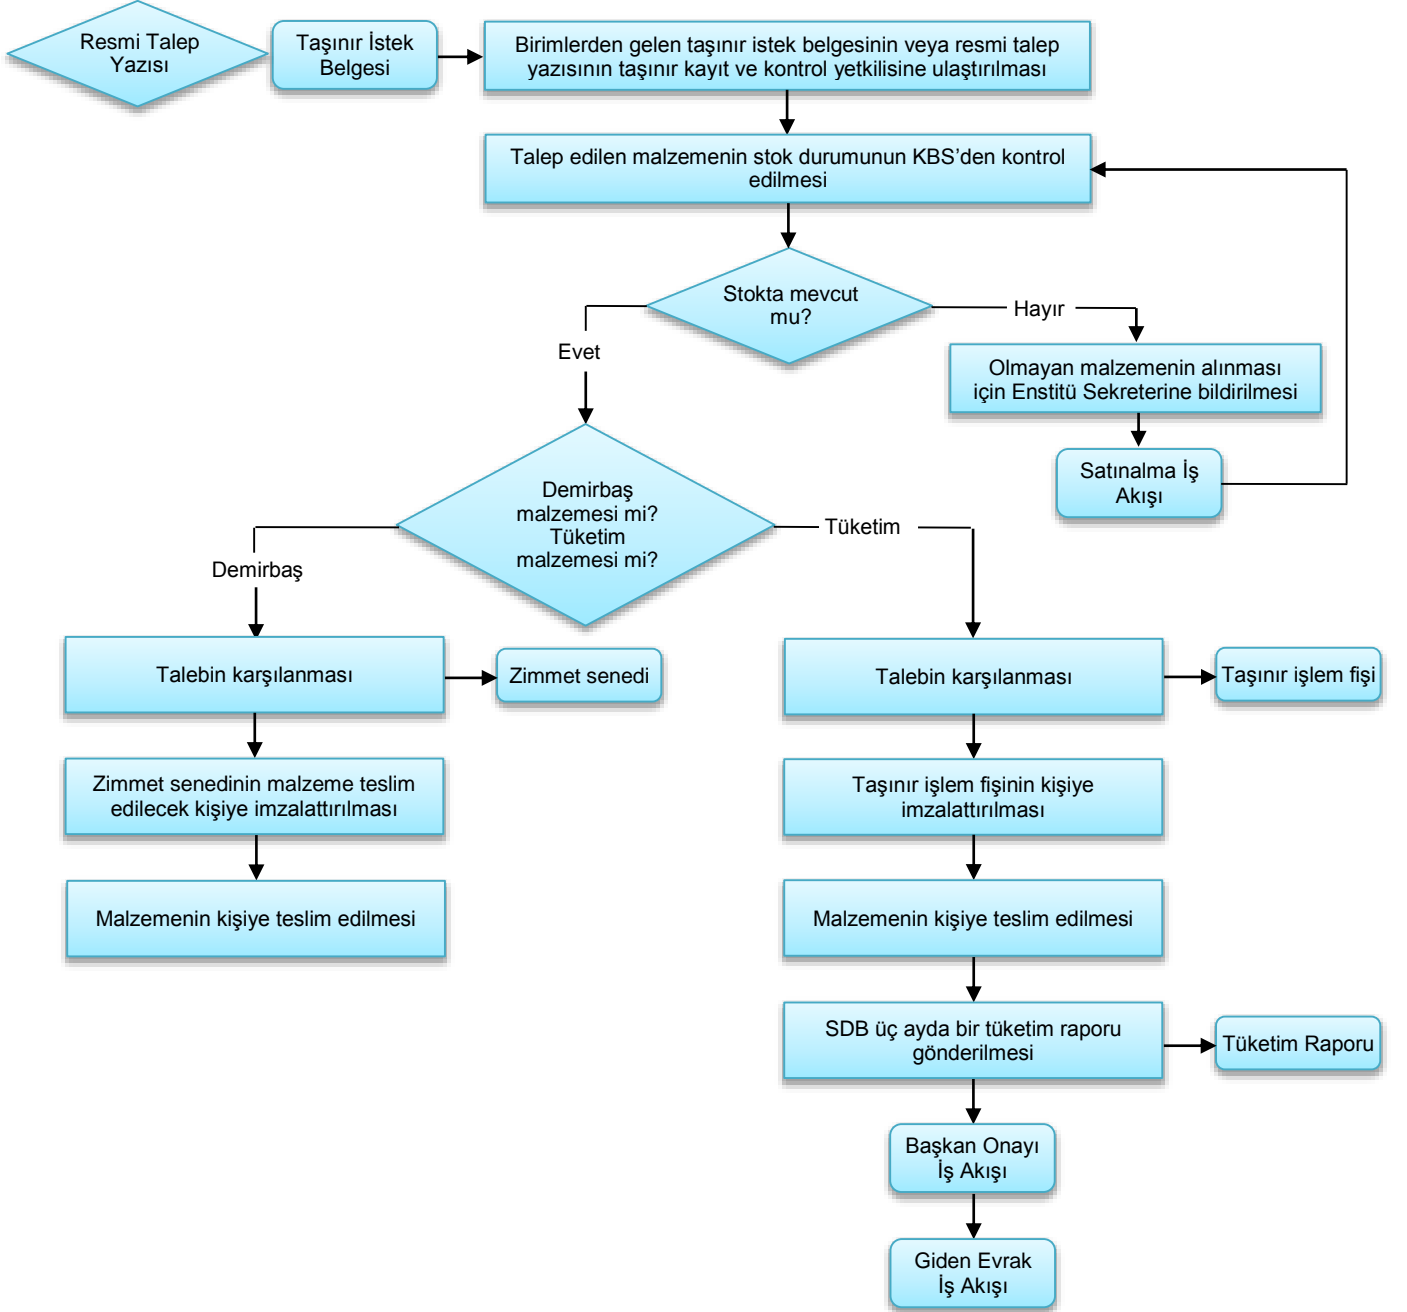 Resmi Talep
Yazısı
Taşınır İstek
Belgesi
Birimlerden gelen taşınır istek belgesinin veya resmi talep
yazısının taşınır kayıt ve kontrol yetkilisine ulaştırılması
Talep edilen malzemenin stok durumunun KBS’den kontrol
edilmesi
Stokta mevcut
mu?
Hayır
Evet
Olmayan malzemenin alınması
için Enstitü Sekreterine bildirilmesi
Satınalma İş
Akışı
Demirbaş
malzemesi mi?
Tüketim
malzemesi mi?
Tüketim
Demirbaş
Talebin karşılanması
Zimmet senedi
Talebin karşılanması
Taşınır işlem fişi
Zimmet senedinin malzeme teslim
edilecek kişiye imzalattırılması
Taşınır işlem fişinin kişiye
imzalattırılması
Malzemenin kişiye teslim edilmesi
Malzemenin kişiye teslim edilmesi
SDB üç ayda bir tüketim raporu
gönderilmesi
Tüketim Raporu
Başkan Onayı
İş Akışı
Giden Evrak
İş Akışı